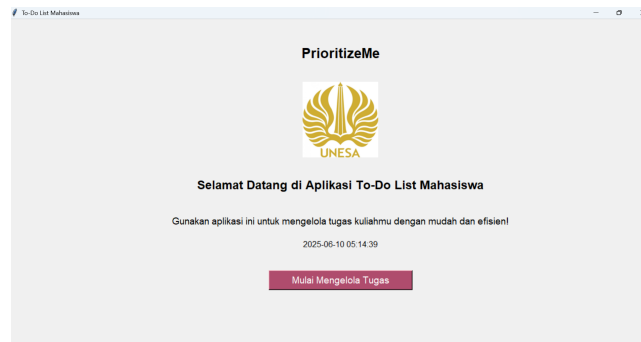 To-Do List Mahasiswa
PrioritizeMe
UNESA
Selamat Datang di Aplikasi To-Do List Mahasiswa
Gunakan aplikasi ini untuk mengelola tugas kuliahmu dengan mudah dan efisien!
2025-06-10 05:14:39
Mulai Mengelola Tugas